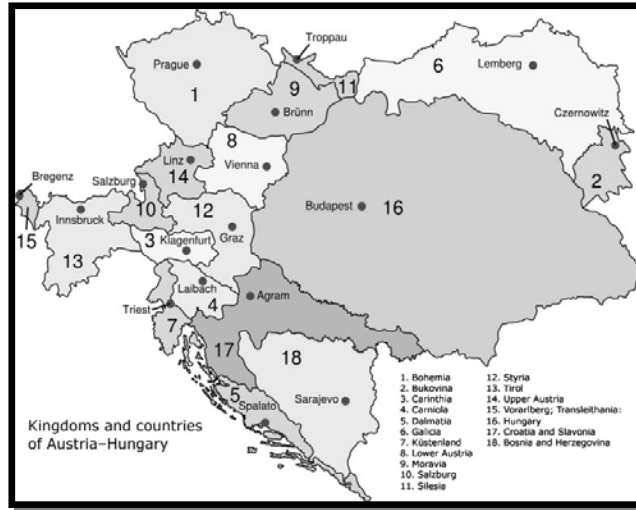 Troppau
Prague
6
Lemberg
1
9
11
Brünn
Czernowitz
8
Linz
Vienna
14
2
Bregenz
Salzburg
Innsbruck
10
12
Budapest
16
15
3
Klagenfurt
Graz
13
Laibach
4
Agram
Triest
7
17
18
5
Spalato
Sarajevo
Kingdoms and countries
of Austria–Hungary
1. Bohemia
2. Bukovina
3. Carinthia
4. Carniola
5. Dalmatia
6. Galicia
7. Küstenland
8. Lower Austria
9. Moravia
10. Salzburg
11. Silesia
12. Styria
13. Tirol
14. Upper Austria
15. Vorarlberg; Transleithania:
16. Hungary
17. Croatia and Slavonia
18. Bosnia and Herzegovina